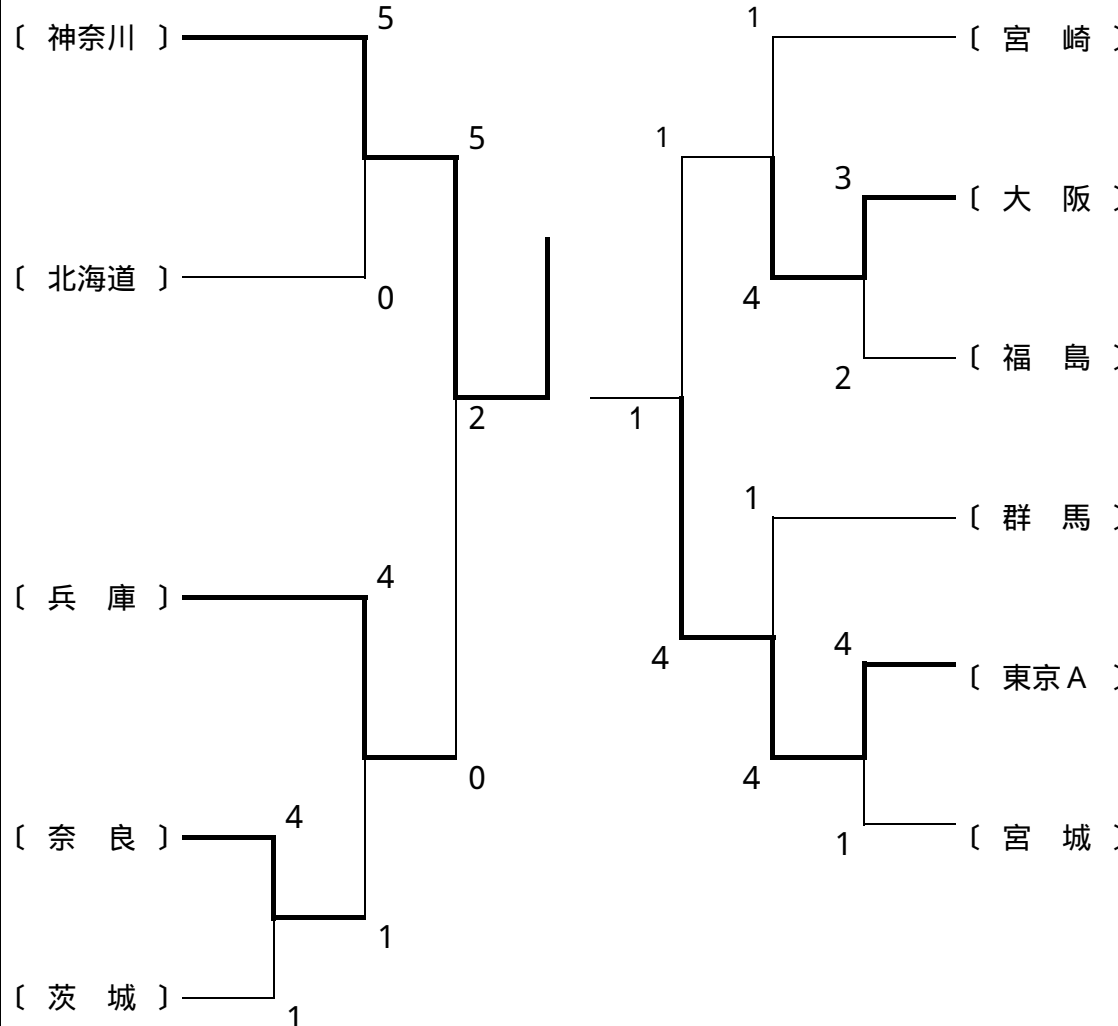 5
1
〔 神奈川 〕
〔 宮　崎 〕
5
1
3
〔 大　阪 〕
〔 北海道 〕
0
4
〔 福　島 〕
2
2
1
1
〔 群　馬 〕
4
〔 兵　庫 〕
4
4
〔 東京Ａ 〕
0
4
4
〔 奈　良 〕
1
〔 宮　城 〕
1
〔 茨　城 〕
1